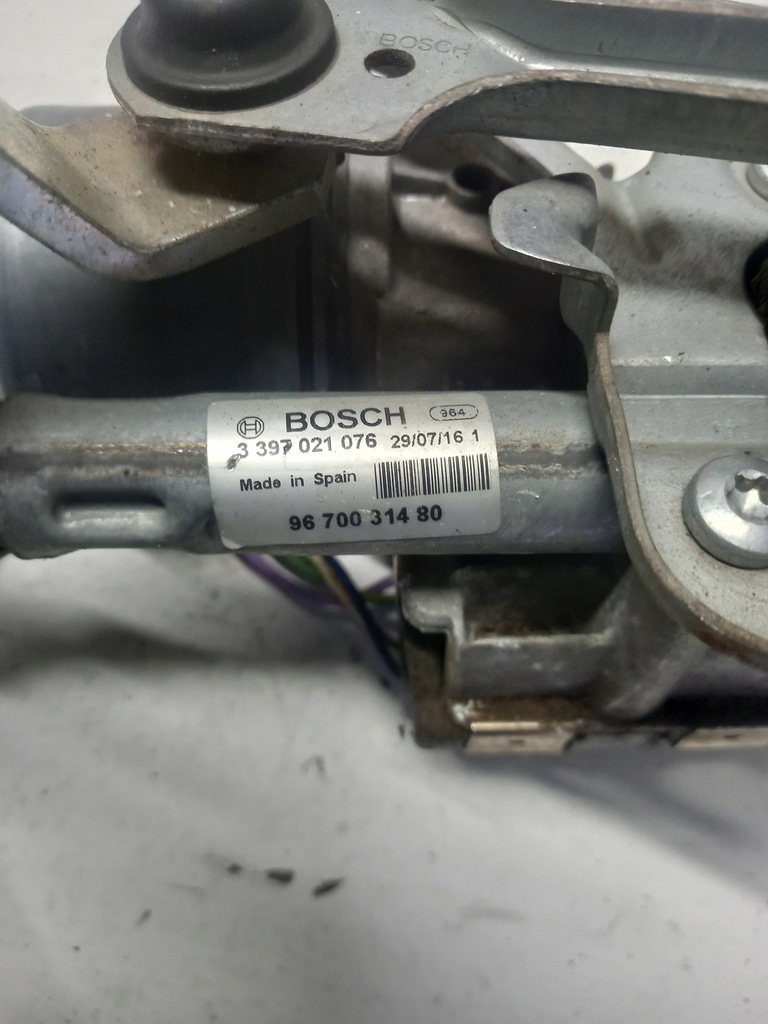 BOSCH
BOSCH 964
3 397 021 076 29/07/16 1
Made in Spain
96 700 314 80